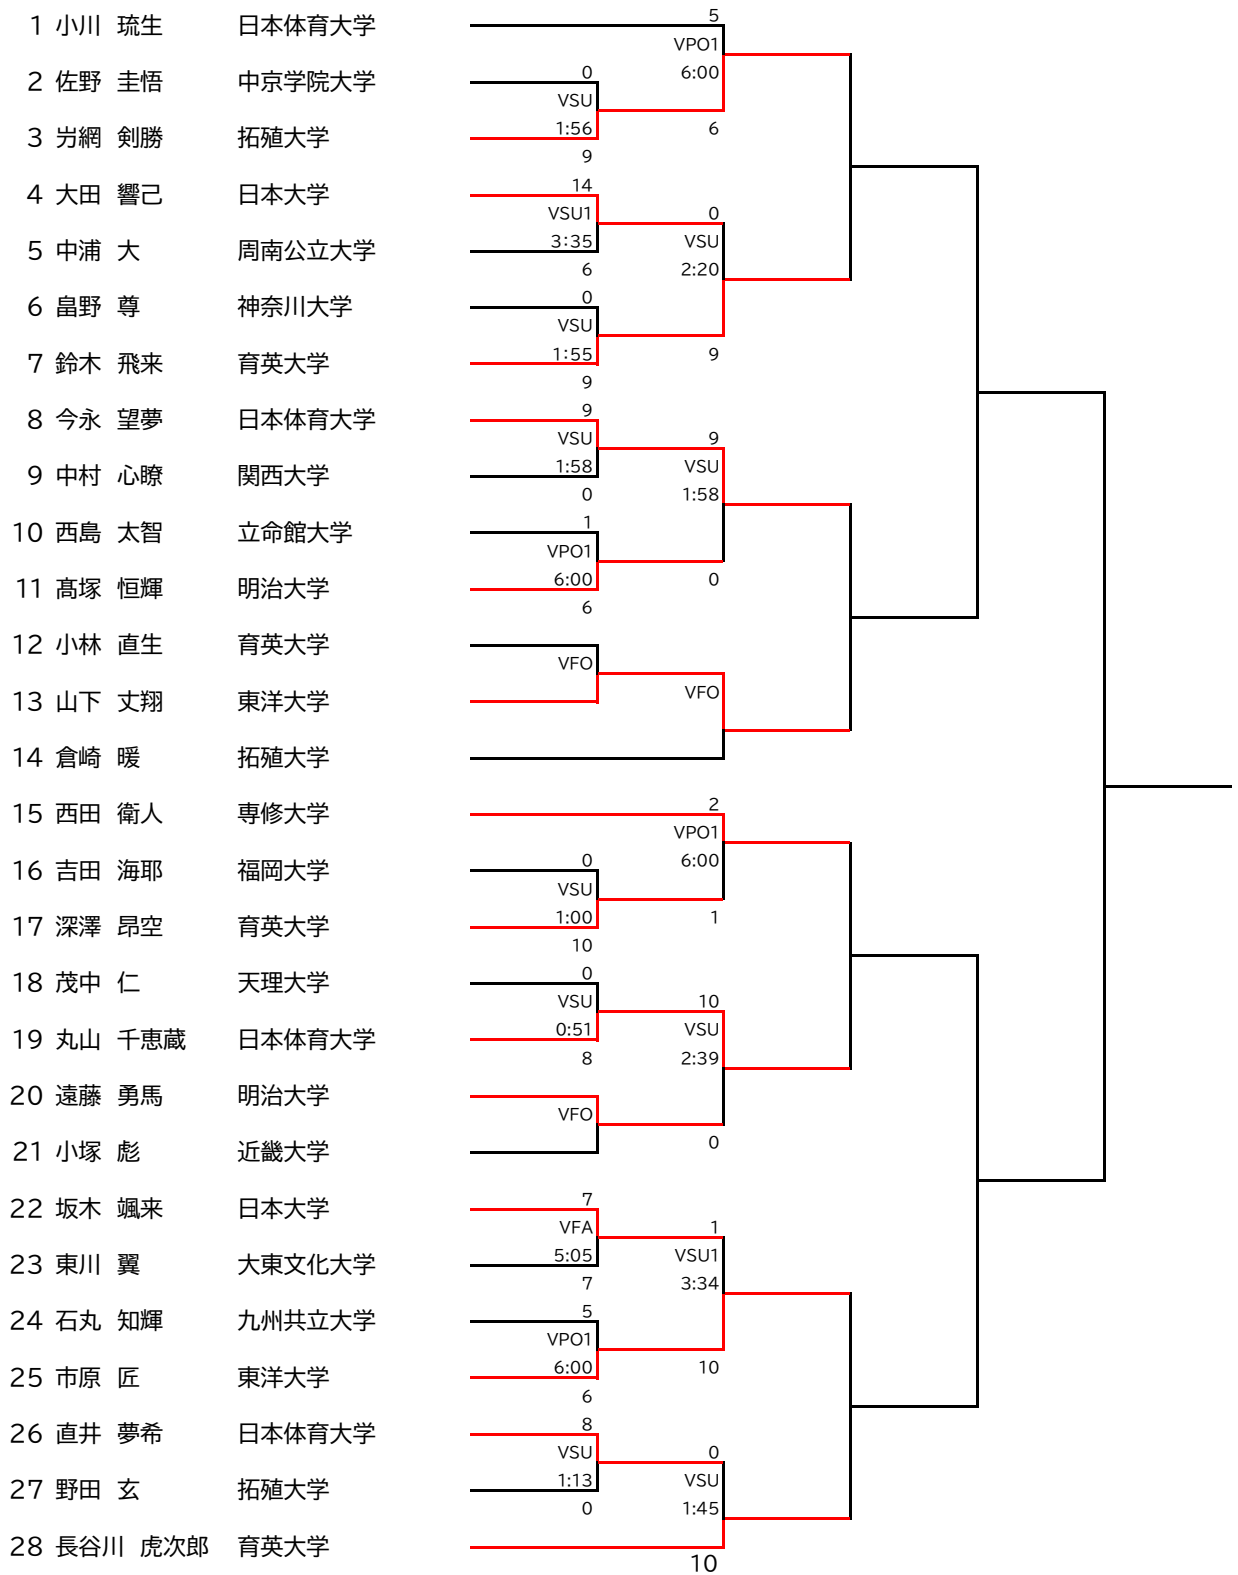 5
1 小川 琉生 日本体育大学
VPO1
0 6:00
2 佐野 圭悟 中京学院大学
VSU
1:56 6
3 岃網 剣勝 拓殖大学
9
14
4 大田 響己 日本大学
VSU1 0
3:35 VSU
5 中浦 大 周南公立大学
6 2:20
0
6 畠野 尊 神奈川大学
VSU
1:55 9
7 鈴木 飛来 育英大学
9
9
8 今永 望夢 日本体育大学
VSU 9
1:58 VSU
9 中村 心瞭 関西大学
0 1:58
1
10 西島 太智 立命館大学
VPO1
6:00 0
11 髙塚 恒輝 明治大学
6
12 小林 直生 育英大学
VFO
13 山下 丈翔 東洋大学
VFO
14 倉崎 暖 拓殖大学
2
15 西田 衛人 専修大学
VPO1
0 6:00
16 吉田 海耶 福岡大学
VSU
1:00 1
17 深澤 昂空 育英大学
10
0
18 茂中 仁 天理大学
VSU 10
0:51 VSU
19 丸山 千恵蔵 日本体育大学
8 2:39
20 遠藤 勇馬 明治大学
VFO
0
21 小塚 彪 近畿大学
7
22 坂木 颯来 日本大学
VFA 1
5:05 VSU1
23 東川 翼 大東文化大学
7 3:34
5
24 石丸 知輝 九州共立大学
VPO1
6:00 10
25 市原 匠 東洋大学
6
8
26 直井 夢希 日本体育大学
VSU 0
1:13 VSU
27 野田 玄 拓殖大学
0 1:45
28 長谷川 虎次郎 育英大学
10